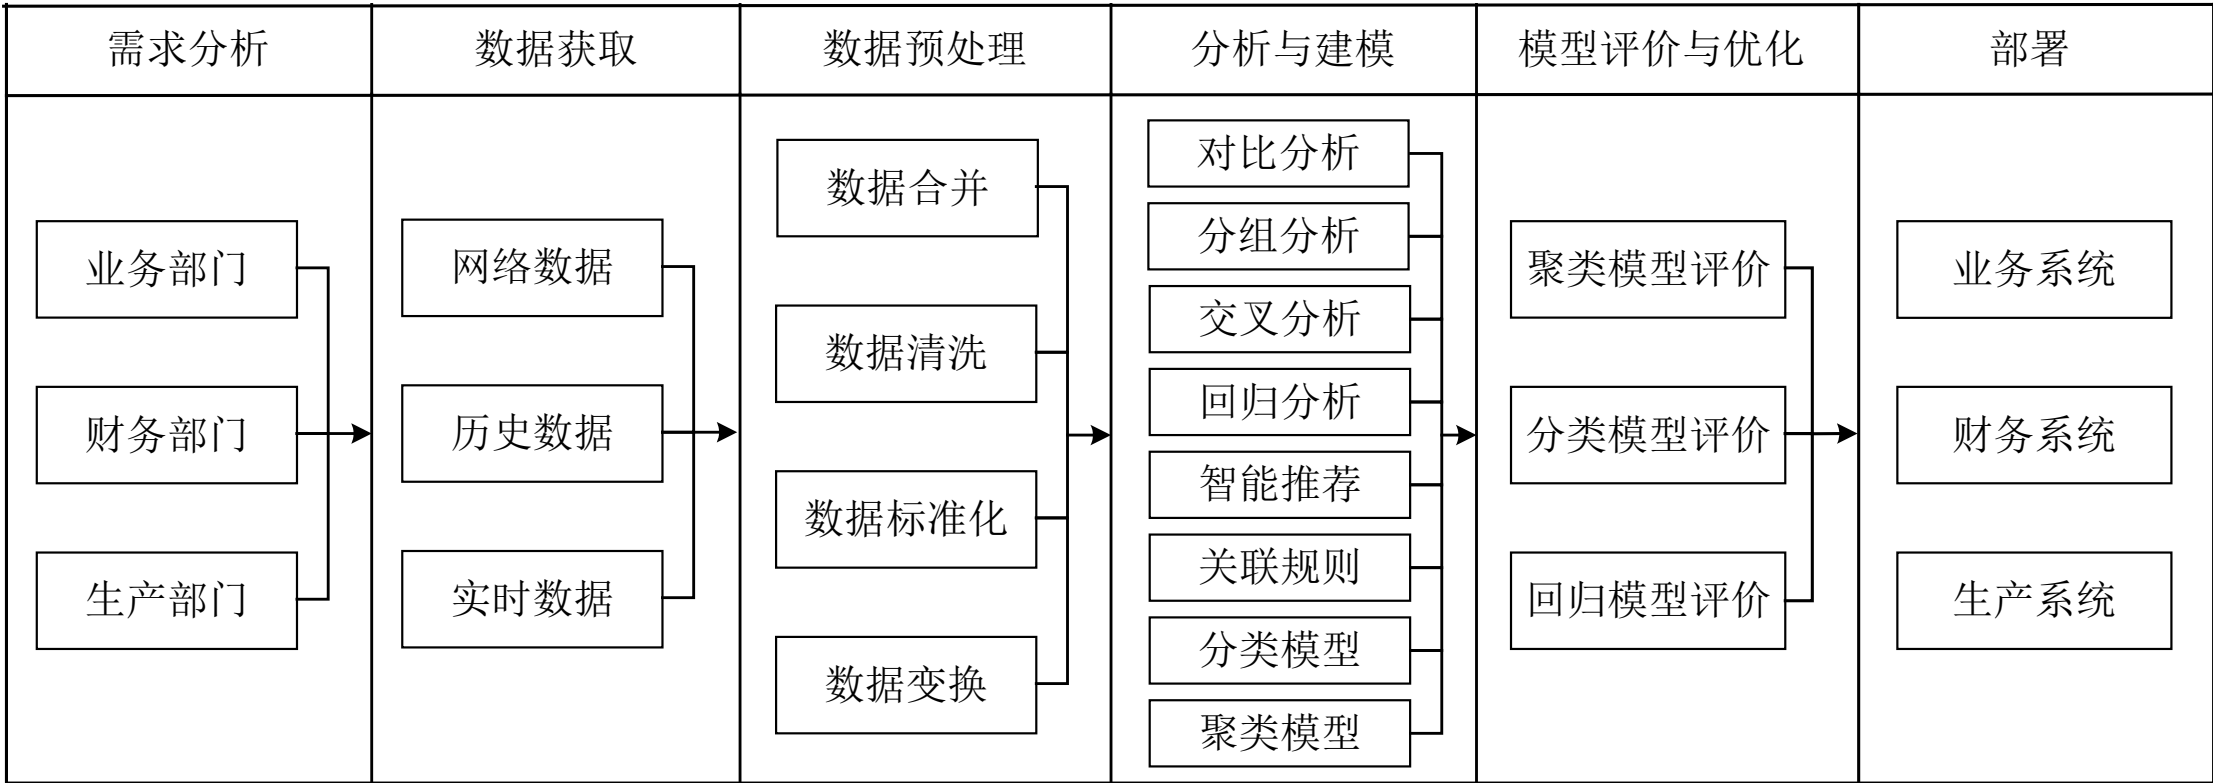 需求分析
数据获取
数据预处理
分析与建模
模型评价与优化
部署
业务部门
财务部门
生产部门
网络数据
历史数据
实时数据
数据合并
数据清洗
数据标准化
数据变换
对比分析
分组分析
交叉分析
回归分析
智能推荐
关联规则
分类模型
聚类模型
聚类模型评价
分类模型评价
回归模型评价
业务系统
财务系统
生产系统